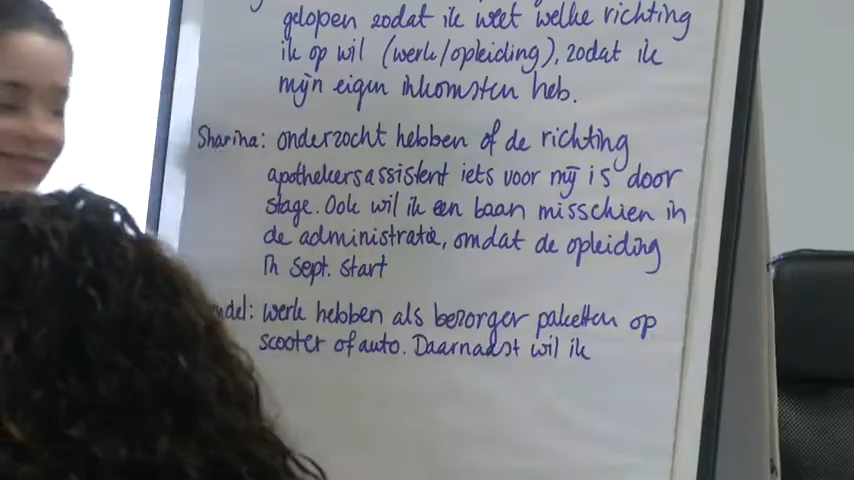 gelopen zodat ik weet welke richting
ik op wil (werk/opleiding), zodat ik
mijn eigen inkomsten heb.
Sharina: onderzocht hebben of de richting
apothekersassistent iets voor mij is door
stage. Ook wil ik een baan misschien in
de administratie, omdat de opleiding
in sept. start
ndel: werk hebben als bezorger paketten op
scooter of auto. Daarnaast wil ik